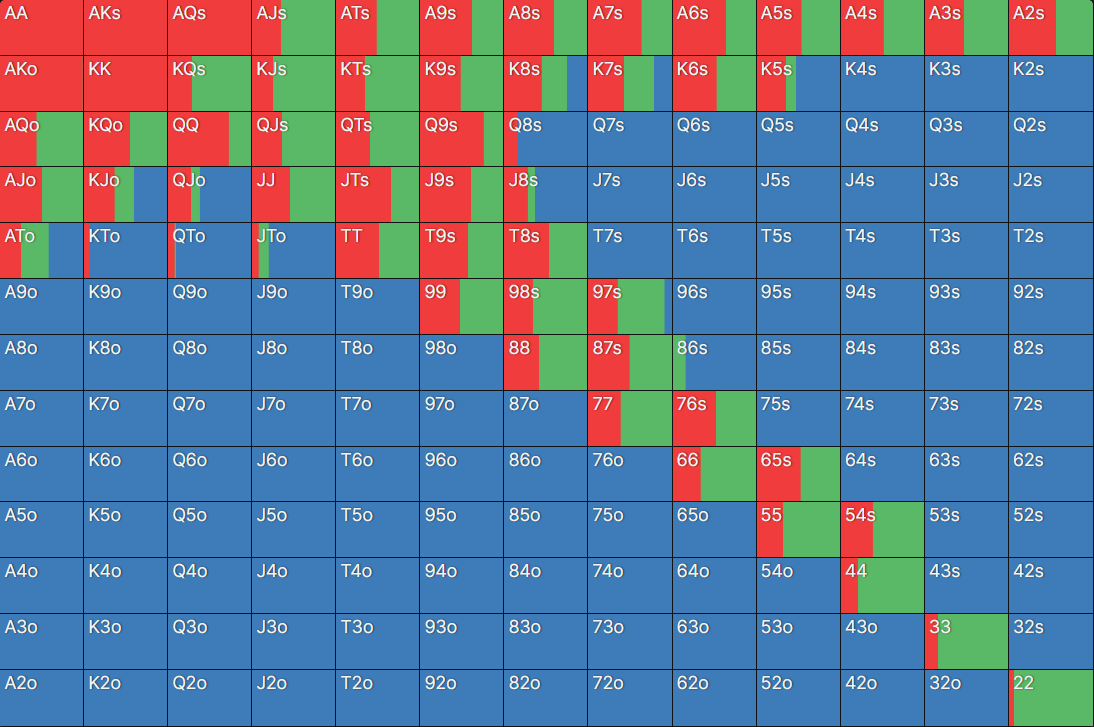 AA AKs AQs AJs ATs A9s A8s A7s A6s A5s A4s A3s A2s
AKo KK KQs KJs KTs K9s K8s K7s K6s K5s K4s K3s K2s
AQo KQo QQ QJs QTs Q9s Q8s Q7s Q6s Q5s Q4s Q3s Q2s
AJo KJo QJo JJ JTs J9s J8s J7s J6s J5s J4s J3s J2s
ATo KTo QTo JTo TT T9s T8s T7s T6s T5s T4s T3s T2s
A9o K9o Q9o J9o T9o 99 98s 97s 96s 95s 94s 93s 92s
A8o K8o Q8o J8o T8o 98o 88 87s 86s 85s 84s 83s 82s
A7o K7o Q7o J7o T7o 97o 87o 77 76s 75s 74s 73s 72s
A6o K6o Q6o J6o T6o 96o 86o 76o 66 65s 64s 63s 62s
A5o K5o Q5o J5o T5o 95o 85o 75o 65o 55 54s 53s 52s
A4o K4o Q4o J4o T4o 94o 84o 74o 64o 54o 44 43s 42s
A3o K3o Q3o J3o T3o 93o 83o 73o 63o 53o 43o 33 32s
A2o K2o Q2o J2o T2o 92o 82o 72o 62o 52o 42o 32o 22